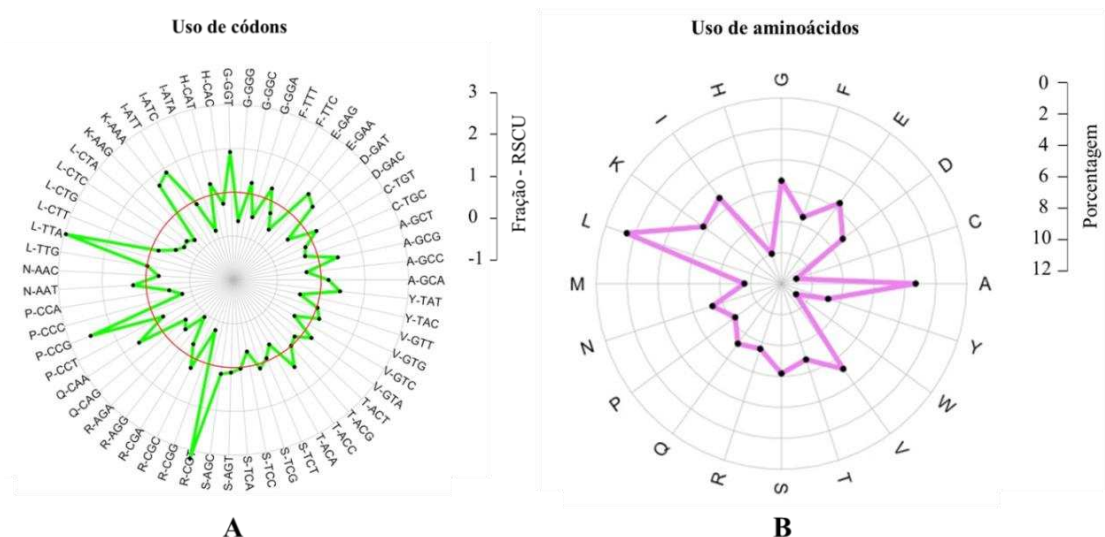 Uso de códons
G-GGT
G-GGG
G-GGC
G-GGA
F-TTT
F-TTC
E-GAG
E-GAA
D-GAT
D-GAC
C-TGT
C-TGC
A-GCT
A-GCG
A-GCC
A-GCA
Y-TAT
Y-TAC
V-GTT
V-GTG
V-GTC
V-GTA
T-ACT
T-ACG
T-ACC
T-ACA
S-TCT
S-TCG
S-TCC
S-TCA
S-AGT
S-AGC
R-CGT
R-CGG
R-CGC
R-CGA
R-AGG
R-AGA
Q-CAG
Q-CAA
P-CCT
P-CCG
P-CCC
P-CCA
N-AAT
N-AAC
L-TTG
L-TTA
L-CTT
L-CTG
L-CTC
L-CTA
K-AAG
K-AAA
I-ATT
I-ATC
I-ATA
H-CAT
H-CAC
3
2
1
0
-1
Fração - RSCU
A
Uso de aminoácidos
G
F
E
D
C
A
Y
W
V
T
S
R
Q
P
N
M
L
K
I
H
0
2
4
6
8
10
12
Porcentagem
B